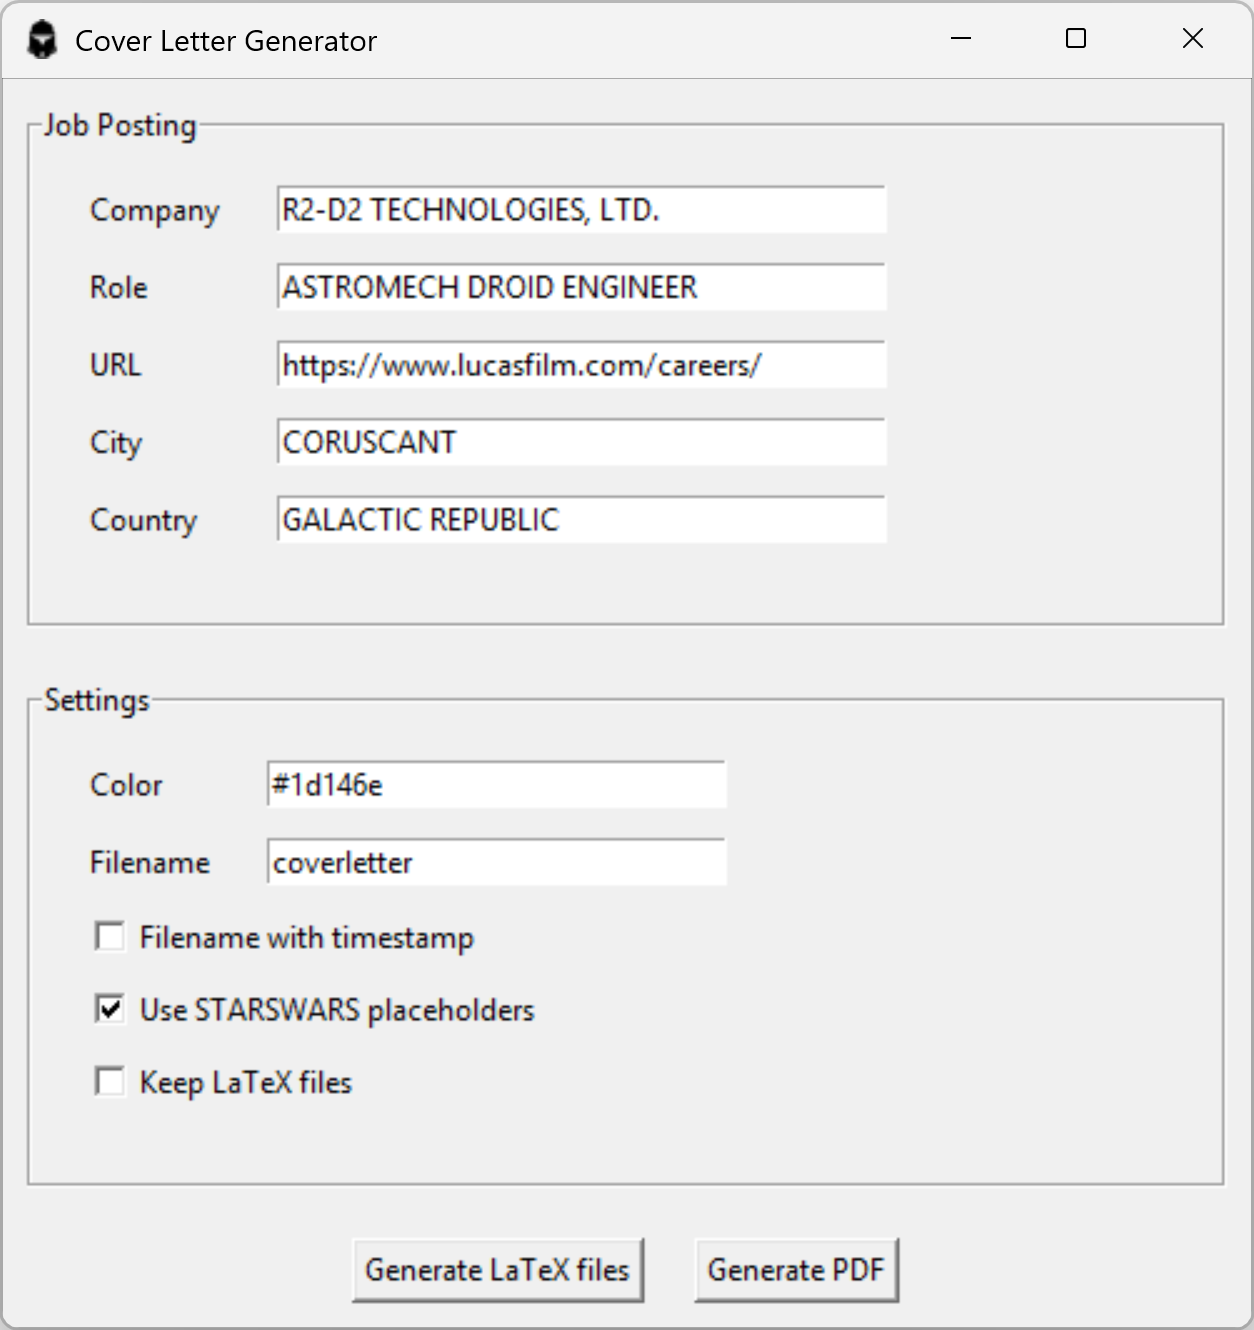 Cover Letter Generator
Job Posting
Company R2-D2 TECHNOLOGIES, LTD.
Role ASTROMECH DROID ENGINEER
URL https://www.lucasfilm.com/careers/
City CORUSCANT
Country GALACTIC REPUBLIC
Settings
Color #1d146e
Filename coverletter
Filename with timestamp
Use STARSWARS placeholders
Keep LaTeX files
Generate LaTeX files Generate PDF